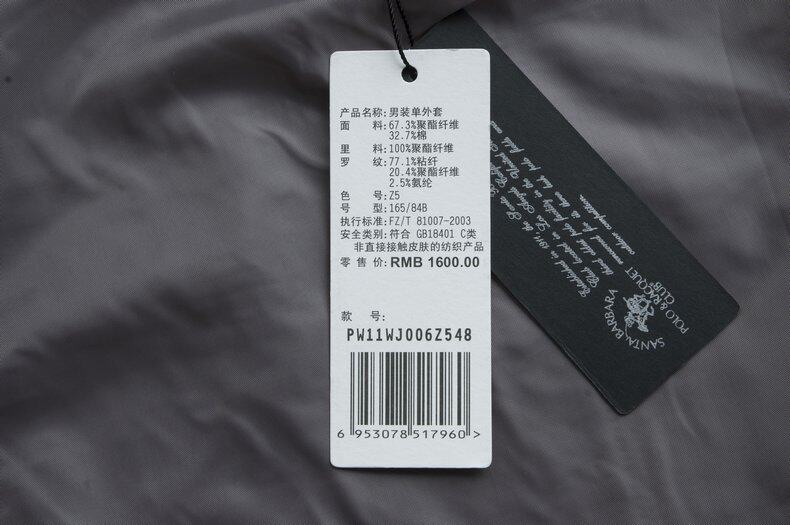 产品名称: 男装单外套
面 料: 67.3%聚酯纤维
32.7%棉
里 料: 100%聚酯纤维
罗 纹: 77.1%粘纤
20.4%聚酯纤维
2.5%氨纶
色 号: Z5
号 型: 165/84B
执行标准: FZ/T 81007-2003
安全类别: 符合 GB18401 C类
非直接接触皮肤的纺织产品
零售价: RMB 1600.00
款 号:
PW11WJ006Z548
6 953078 517960 >
SANTA BARBARA
POLO & RACQUET
CLUB
Established in 1911, the Santa